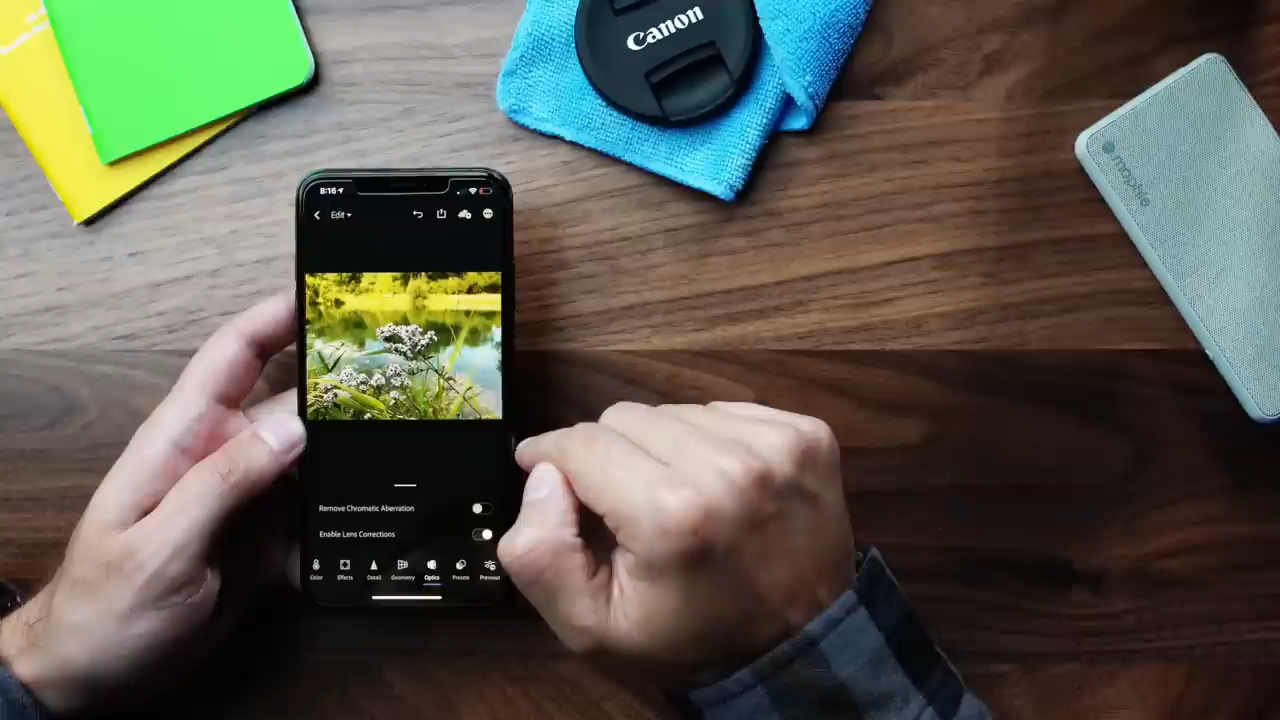 Canon
mophie
8:16
Edit
Remove Chromatic Aberration
Enable Lens Corrections
Color Effects Detail Geometry Optics Presets Previous